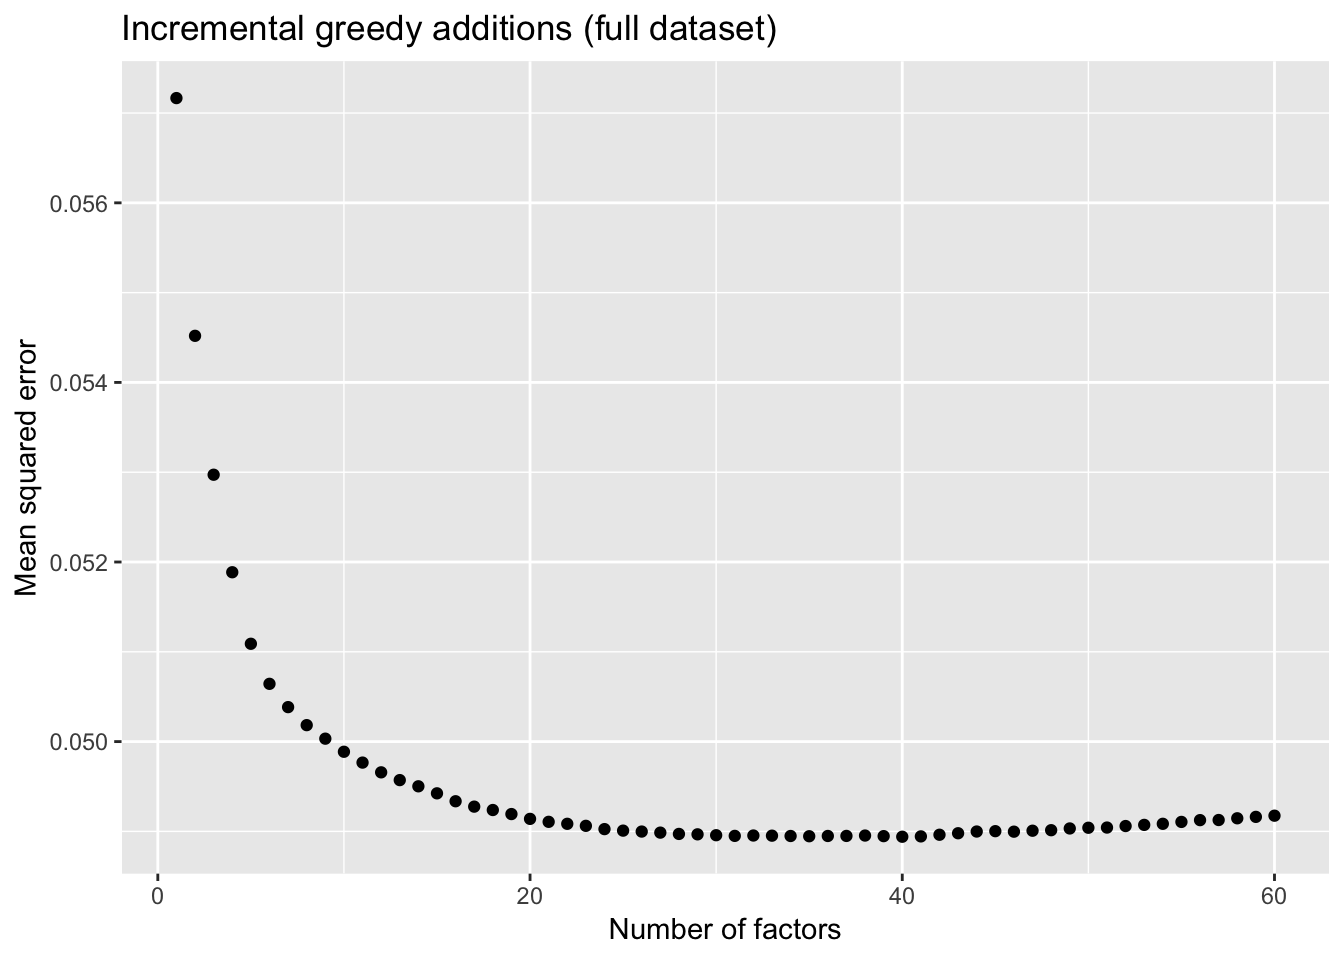 Incremental greedy additions (full dataset)
Mean squared error
0.056
0.054
0.052
0.050
0
20
40
60
Number of factors